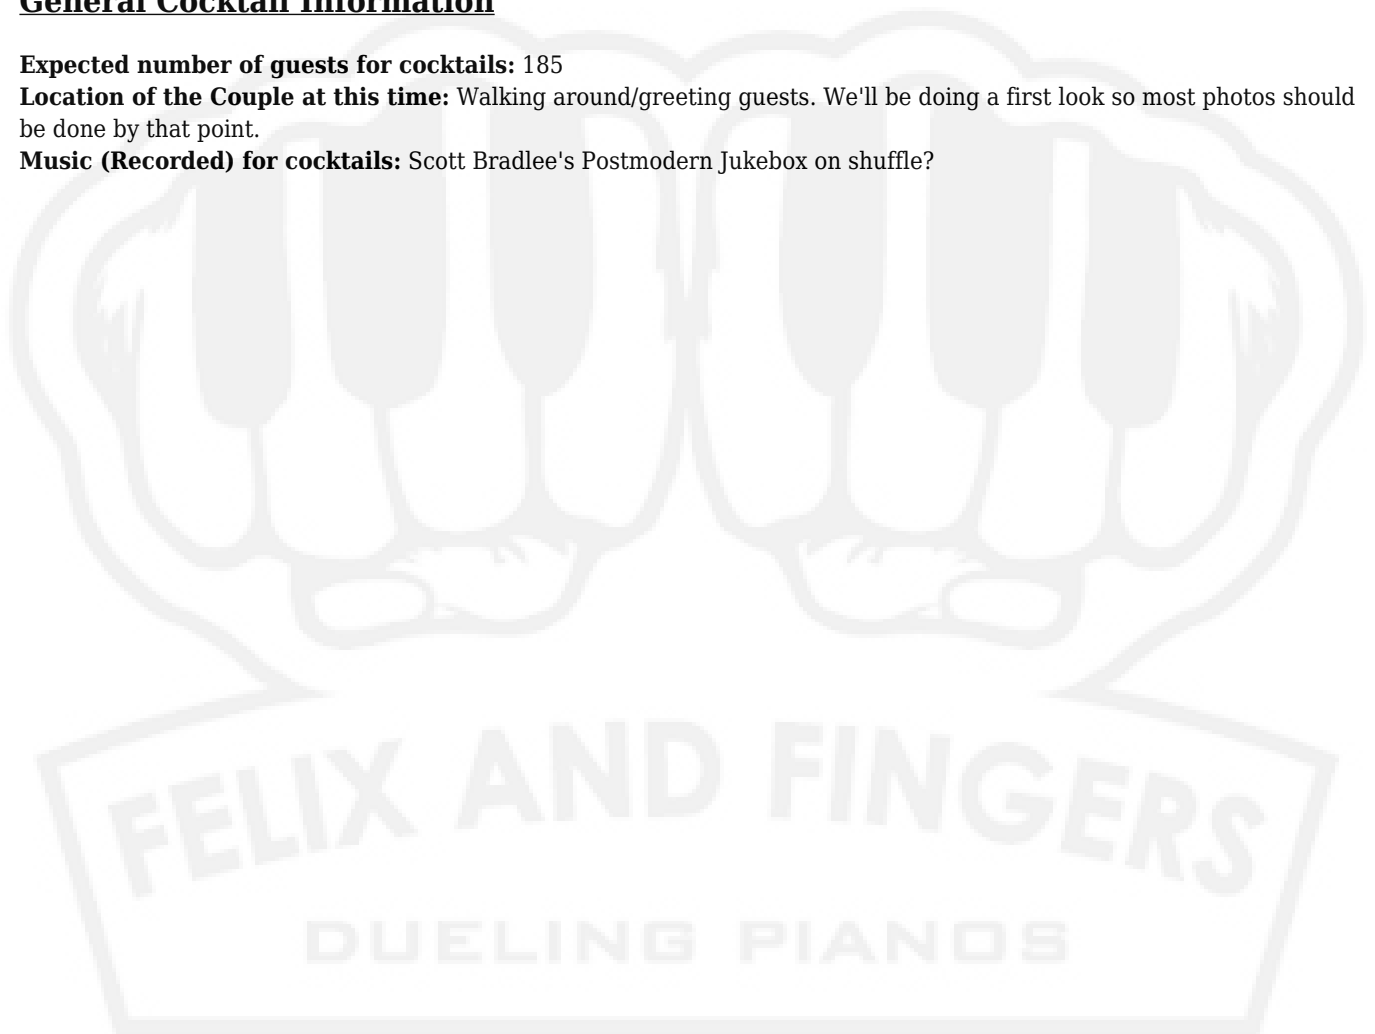 General Cocktail Information
Expected number of guests for cocktails: 185
Location of the Couple at this time: Walking around/greeting guests. We'll be doing a first look so most photos should
be done by that point.
Music (Recorded) for cocktails: Scott Bradlee's Postmodern Jukebox on shuffle?
FELIX AND FINGERS
DUELING PIANOS